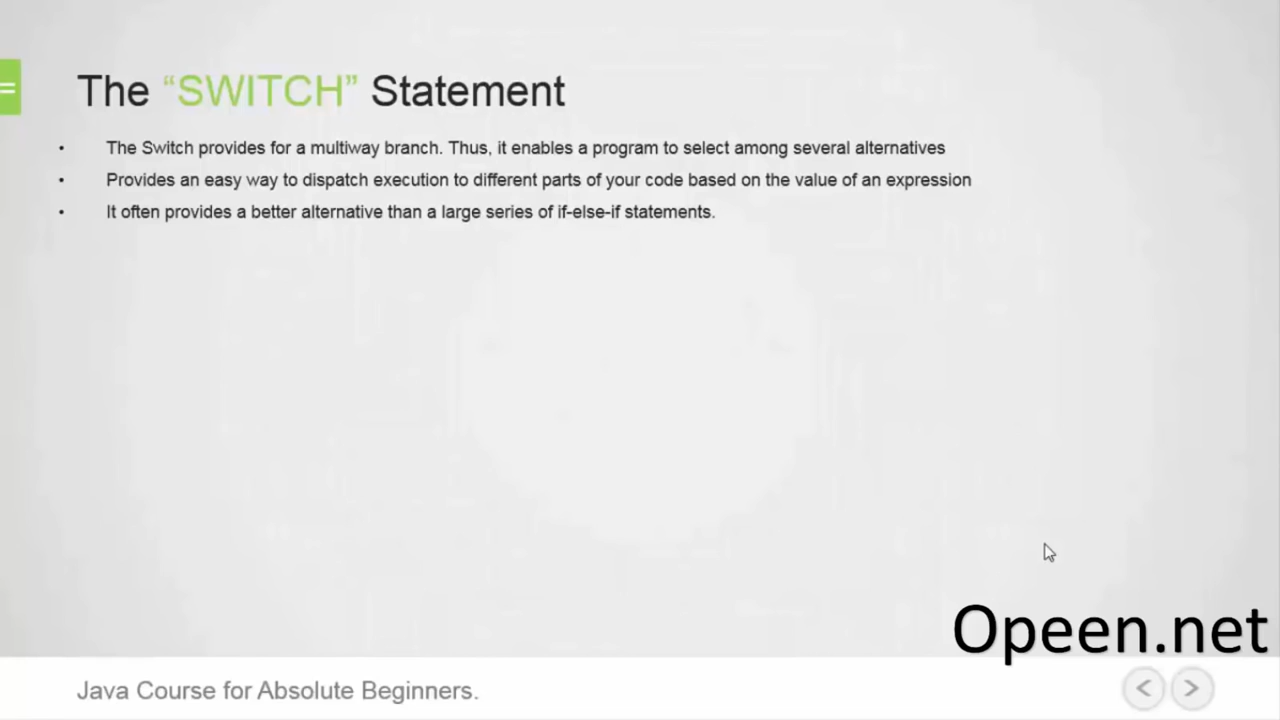 The “SWITCH” Statement
• The Switch provides for a multiway branch. Thus, it enables a program to select among several alternatives
• Provides an easy way to dispatch execution to different parts of your code based on the value of an expression
• It often provides a better alternative than a large series of if-else-if statements.
Opeen.net
Java Course for Absolute Beginners.